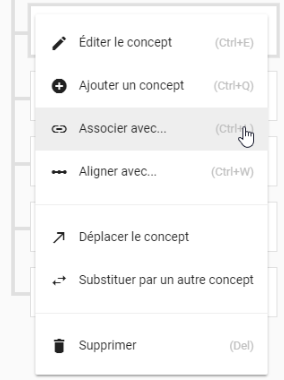 Éditer le concept (Ctrl+E)
Ajouter un concept (Ctrl+Q)
Associer avec...
Aligner avec... (Ctrl+W)
Déplacer le concept
Substituer par un autre concept
Supprimer (Del)